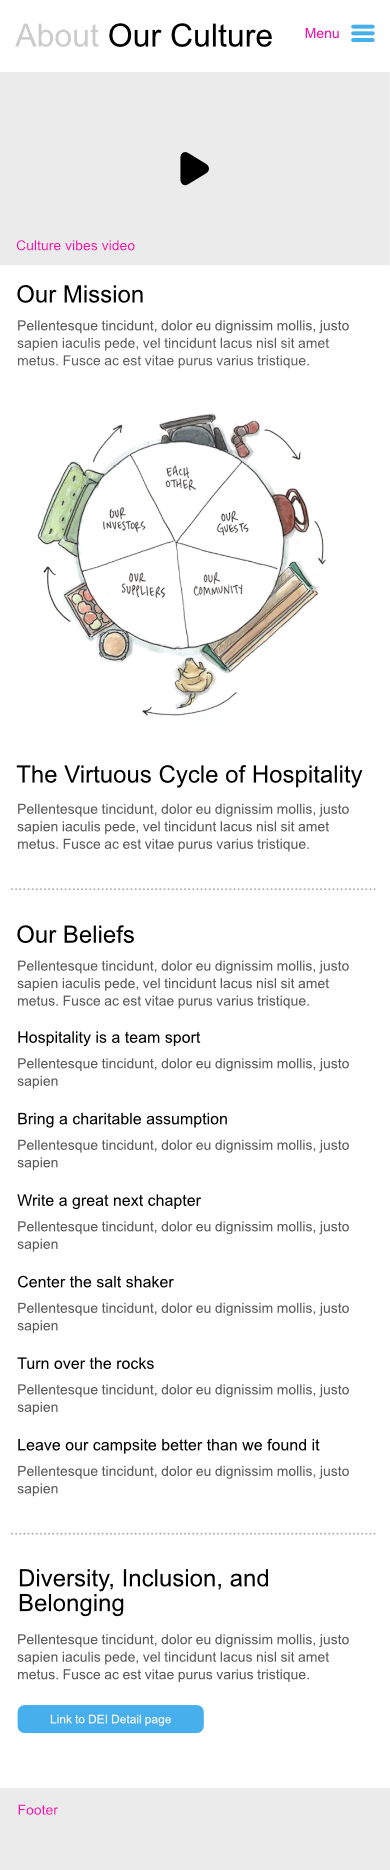 About Our Culture
Menu
Culture vibes video
Our Mission
Pellentesque tincidunt, dolor eu dignissim mollis, justo
sapien iaculis pede, vel tincidunt lacus nisl sit amet
metus. Fusce ac est vitae purus varius tristique.
EACH
OTHER
OUR
INVESTORS
OUR
GUESTS
OUR
SUPPLIERS
OUR
COMMUNITY
The Virtuous Cycle of Hospitality
Pellentesque tincidunt, dolor eu dignissim mollis, justo
sapien iaculis pede, vel tincidunt lacus nisl sit amet
metus. Fusce ac est vitae purus varius tristique.
Our Beliefs
Pellentesque tincidunt, dolor eu dignissim mollis, justo
sapien iaculis pede, vel tincidunt lacus nisl sit amet
metus. Fusce ac est vitae purus varius tristique.
Hospitality is a team sport
Pellentesque tincidunt, dolor eu dignissim mollis, justo
sapien
Bring a charitable assumption
Pellentesque tincidunt, dolor eu dignissim mollis, justo
sapien
Write a great next chapter
Pellentesque tincidunt, dolor eu dignissim mollis, justo
sapien
Center the salt shaker
Pellentesque tincidunt, dolor eu dignissim mollis, justo
sapien
Turn over the rocks
Pellentesque tincidunt, dolor eu dignissim mollis, justo
sapien
Leave our campsite better than we found it
Pellentesque tincidunt, dolor eu dignissim mollis, justo
sapien
Diversity, Inclusion, and
Belonging
Pellentesque tincidunt, dolor eu dignissim mollis, justo
sapien iaculis pede, vel tincidunt lacus nisl sit amet
metus. Fusce ac est vitae purus varius tristique.
Link to DEI Detail page
Footer